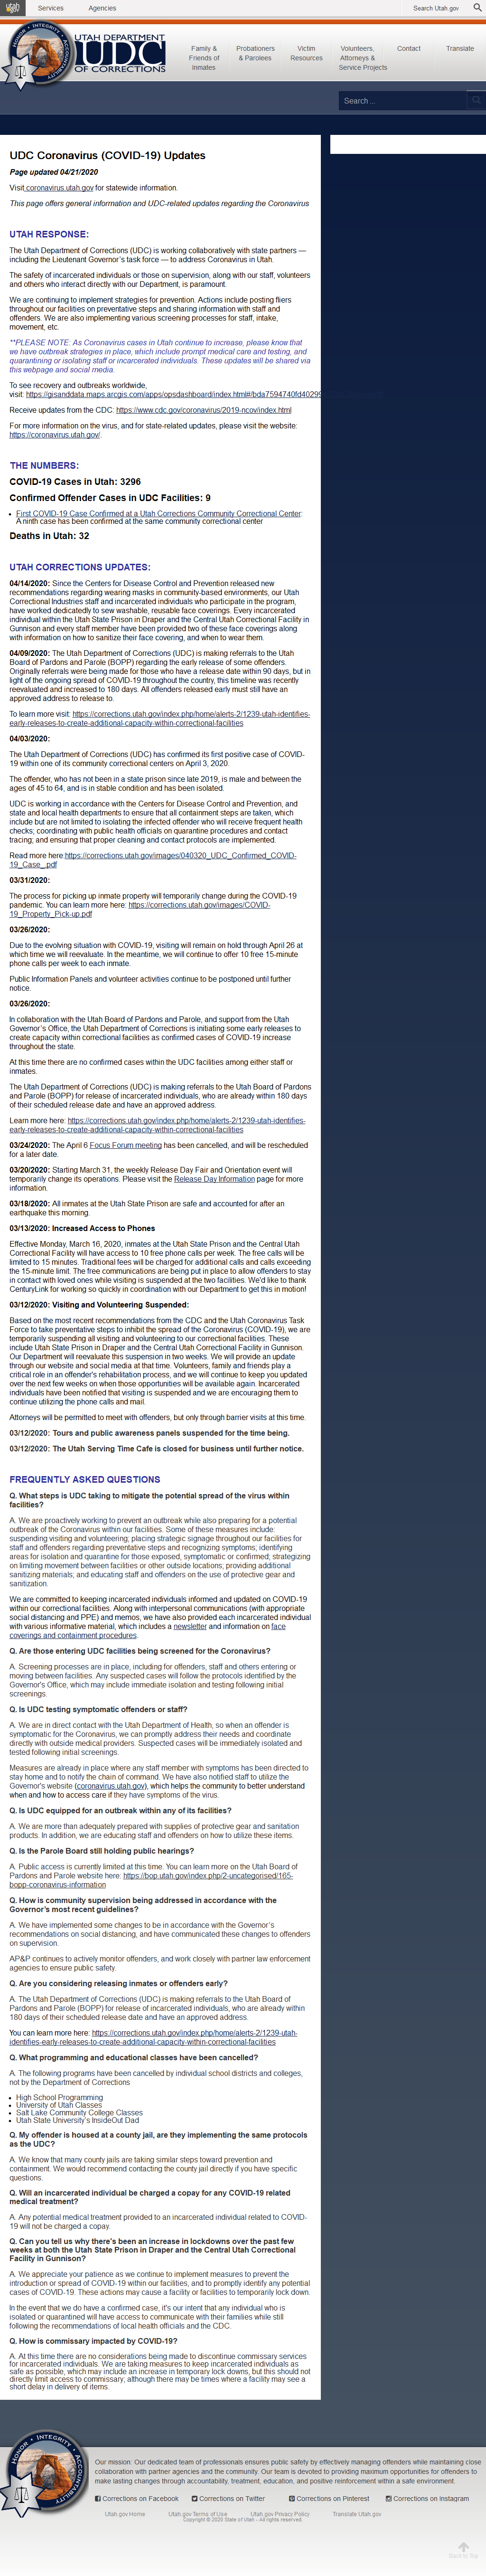 utah
Services
Agencies
Search Utah.gov
HONOR • INTEGRITY • ACCOUNTABILITY
UTAH DEPARTMENT
UDC
OF CORRECTIONS
Family &
Friends of
Inmates
Probationers
& Parolees
Victim
Resources
Volunteers,
Attorneys &
Service Projects
Contact
Translate
Search ...
UDC Coronavirus (COVID-19) Updates
Page updated 04/21/2020
Visit coronavirus.utah.gov for statewide information.
This page offers general information and UDC-related updates regarding the Coronavirus
UTAH RESPONSE:
The Utah Department of Corrections (UDC) is working collaboratively with state partners —
including the Lieutenant Governor's task force — to address Coronavirus in Utah.
The safety of incarcerated individuals or those on supervision, along with our staff, volunteers
and others who interact directly with our Department, is paramount.
We are continuing to implement strategies for prevention. Actions include posting fliers
throughout our facilities on preventative steps and sharing information with staff and
offenders. We are also implementing various screening processes for staff, intake,
movement, etc.
**PLEASE NOTE: As Coronavirus cases in Utah continue to increase, please know that
we have outbreak strategies in place, which include prompt medical care and testing, and
quarantining or isolating staff or incarcerated individuals. These updates will be shared via
this webpage and social media.
To see recovery and outbreaks worldwide,
visit: https://gisanddata.maps.arcgis.com/apps/opsdashboard/index.html#/bda7594740fd40299
Receive updates from the CDC: https://www.cdc.gov/coronavirus/2019-ncov/index.html
For more information on the virus, and for state-related updates, please visit the website:
https://coronavirus.utah.gov/.
THE NUMBERS:
COVID-19 Cases in Utah: 3296
Confirmed Offender Cases in UDC Facilities: 9
• First COVID-19 Case Confirmed at a Utah Corrections Community Correctional Center:
A ninth case has been confirmed at the same community correctional center
Deaths in Utah: 32
UTAH CORRECTIONS UPDATES:
04/14/2020: Since the Centers for Disease Control and Prevention released new
recommendations regarding wearing masks in community-based environments, our Utah
Correctional Industries staff and incarcerated individuals who participate in the program,
have worked dedicatedly to sew washable, reusable face coverings. Every incarcerated
individual within the Utah State Prison in Draper and the Central Utah Correctional Facility in
Gunnison and every staff member have been provided two of these face coverings along
with information on how to sanitize their face covering, and when to wear them.
04/09/2020: The Utah Department of Corrections (UDC) is making referrals to the Utah
Board of Pardons and Parole (BOPP) regarding the early release of some offenders.
Originally referrals were being made for those who have a release date within 90 days, but in
light of the ongoing spread of COVID-19 throughout the country, this timeline was recently
reevaluated and increased to 180 days. All offenders released early must still have an
approved address to release to.
To learn more visit: https://corrections.utah.gov/index.php/home/alerts-2/1239-utah-identifies-
early-releases-to-create-additional-capacity-within-correctional-facilities
04/03/2020:
The Utah Department of Corrections (UDC) has confirmed its first positive case of COVID-
19 within one of its community correctional centers on April 3, 2020.
The offender, who has not been in a state prison since late 2019, is male and between the
ages of 45 to 64, and is in stable condition and has been isolated.
UDC is working in accordance with the Centers for Disease Control and Prevention, and
state and local health departments to ensure that all containment steps are taken, which
include but are not limited to isolating the infected offender who will receive frequent health
checks; coordinating with public health officials on quarantine procedures and contact
tracing; and ensuring that proper cleaning and contact protocols are implemented.
Read more here:https://corrections.utah.gov/images/040320_UDC_Confirmed_COVID-
19_Case_.pdf
03/31/2020:
The process for picking up inmate property will temporarily change during the COVID-19
pandemic. You can learn more here: https://corrections.utah.gov/images/COVID-
19_Property_Pick-up.pdf
03/26/2020:
Due to the evolving situation with COVID-19, visiting will remain on hold through April 26 at
which time we will reevaluate. In the meantime, we will continue to offer 10 free 15-minute
phone calls per week to each inmate.
Public Information Panels and volunteer activities continue to be postponed until further
notice.
03/26/2020:
In collaboration with the Utah Board of Pardons and Parole, and support from the Utah
Governor's Office, the Utah Department of Corrections is initiating some early releases to
create capacity within correctional facilities as confirmed cases of COVID-19 increase
throughout the state.
At this time there are no confirmed cases within the UDC facilities among either staff or
inmates.
The Utah Department of Corrections (UDC) is making referrals to the Utah Board of Pardons
and Parole (BOPP) for release of incarcerated individuals, who are already within 180 days
of their scheduled release date and have an approved address.
Learn more here: https://corrections.utah.gov/index.php/home/alerts-2/1239-utah-identifies-
early-releases-to-create-additional-capacity-within-correctional-facilities
03/24/2020: The April 6 Focus Forum meeting has been cancelled, and will be rescheduled
for a later date.
03/20/2020: Starting March 31, the weekly Release Day Fair and Orientation event will
temporarily change its operations. Please visit the Release Day Information page for more
information.
03/18/2020: All inmates at the Utah State Prison are safe and accounted for after an
earthquake this morning.
03/13/2020: Increased Access to Phones
Effective Monday, March 16, 2020, inmates at the Utah State Prison and the Central Utah
Correctional Facility will have access to 10 free phone calls per week. The free calls will be
limited to 15 minutes. Traditional fees will be charged for additional calls and calls exceeding
the 15-minute limit. The free communications are being put in place to allow offenders to stay
in contact with loved ones while visiting is suspended at the two facilities. We'd like to thank
CenturyLink for working so quickly in coordination with our Department to get this in motion!
03/12/2020: Visiting and Volunteering Suspended:
Based on the most recent recommendations from the CDC and the Utah Coronavirus Task
Force to take preventative steps to inhibit the spread of the Coronavirus (COVID-19), we are
temporarily suspending all visiting and volunteering to our correctional facilities. These
include Utah State Prison in Draper and the Central Utah Correctional Facility in Gunnison.
Our Department will reevaluate this suspension in two weeks. We will provide an update
through our website and social media at that time. Volunteers, family and friends play a
critical role in an offender's rehabilitation process, and we will continue to keep you updated
over the next few weeks on when those opportunities will be available again. Incarcerated
individuals have been notified that visiting is suspended and we are encouraging them to
continue utilizing the phone calls and mail.
Attorneys will be permitted to meet with offenders, but only through barrier visits at this time.
03/12/2020: Tours and public awareness panels suspended for the time being.
03/12/2020: The Utah Serving Time Cafe is closed for business until further notice.
FREQUENTLY ASKED QUESTIONS
Q. What steps is UDC taking to mitigate the potential spread of the virus within
facilities?
A. We are proactively working to prevent an outbreak while also preparing for a potential
outbreak of the Coronavirus within our facilities. Some of these measures include:
suspending visiting and volunteering; placing strategic signage throughout our facilities for
staff and offenders regarding preventative steps and recognizing symptoms; identifying
areas for isolation and quarantine for those exposed, symptomatic or confirmed; strategizing
on limiting movement between facilities or other outside locations; providing additional
sanitizing materials; and educating staff and offenders on the use of protective gear and
sanitization.
We are committed to keeping incarcerated individuals informed and updated on COVID-19
within our correctional facilities. Along with interpersonal communications (with appropriate
social distancing and PPE) and memos, we have also provided each incarcerated individual
with various informative material, which includes a newsletter and information on face
coverings and containment procedures.
Q. Are those entering UDC facilities being screened for the Coronavirus?
A. Screening processes are in place, including for offenders, staff and others entering or
moving between facilities. Any suspected cases will follow the protocols identified by the
Governor's Office, which may include immediate isolation and testing following initial
screenings.
Q. Is UDC testing symptomatic offenders or staff?
A. We are in direct contact with the Utah Department of Health, so when an offender is
symptomatic for the Coronavirus, we can promptly address their needs and coordinate
directly with outside medical providers. Suspected cases will be immediately isolated and
tested following initial screenings.
Measures are already in place where any staff member with symptoms has been directed to
stay home and to notify the chain of command. We have also notified staff to utilize the
Governor's website (coronavirus.utah.gov), which helps the community to better understand
when and how to access care if they have symptoms of the virus.
Q. Is UDC equipped for an outbreak within any of its facilities?
A. We are more than adequately prepared with supplies of protective gear and sanitation
products. In addition, we are educating staff and offenders on how to utilize these items.
Q. Is the Parole Board still holding public hearings?
A. Public access is currently limited at this time. You can learn more on the Utah Board of
Pardons and Parole website here: https://bop.utah.gov/index.php/2-uncategorised/165-
bopp-coronavirus-information
Q. How is community supervision being addressed in accordance with the
Governor's most recent guidelines?
A. We have implemented some changes to be in accordance with the Governor's
recommendations on social distancing; and have communicated these changes to offenders
on supervision.
AP&P continues to actively monitor offenders, and work closely with partner law enforcement
agencies to ensure public safety.
Q. Are you considering releasing inmates or offenders early?
A. The Utah Department of Corrections (UDC) is making referrals to the Utah Board of
Pardons and Parole (BOPP) for release of incarcerated individuals, who are already within
180 days of their scheduled release date and have an approved address.
You can learn more here: https://corrections.utah.gov/index.php/home/alerts-2/1239-utah-
identifies-early-releases-to-create-additional-capacity-within-correctional-facilities
Q. What programming and educational classes have been cancelled?
A. The following programs have been cancelled by individual school districts and colleges,
not by the Department of Corrections
• High School Programming
• University of Utah Classes
• Salt Lake Community College Classes
• Utah State University's InsideOut Dad
Q. My offender is housed at a county jail, are they implementing the same protocols
as the UDC?
A. We know that many county jails are taking similar steps toward prevention and
containment. We would recommend contacting the county jail directly if you have specific
questions.
Q. Will an incarcerated individual be charged a copay for any COVID-19 related
medical treatment?
A. Any potential medical treatment provided to an incarcerated individual related to COVID-
19 will not be charged a copay.
Q. Can you tell us why there's been an increase in lockdowns over the past few
weeks at both the Utah State Prison in Draper and the Central Utah Correctional
Facility in Gunnison?
A. We appreciate your patience as we continue to implement measures to prevent the
introduction or spread of COVID-19 within our facilities, and to promptly identify any potential
cases of COVID-19. These actions may cause a facility or facilities to temporarily lock down.
In the event that we do have a confirmed case, it's our intent that any individual who is
isolated or quarantined will have access to communicate with their families while still
following the recommendations of local health officials and the CDC.
Q. How is commissary impacted by COVID-19?
A. At this time there are no considerations being made to discontinue commissary services
for incarcerated individuals. We are taking measures to keep incarcerated individuals as
safe as possible, which may include an increase in temporary lock downs, but this should not
directly limit access to commissary; although there may be times where a facility may see a
short delay in delivery of items.
HONOR • INTEGRITY • ACCOUNTABILITY
Our mission: Our dedicated team of professionals ensures public safety by effectively managing offenders while maintaining close
collaboration with partner agencies and the community. Our team is devoted to providing maximum opportunities for offenders to
make lasting changes through accountability, treatment, education, and positive reinforcement within a safe environment.
Corrections on Facebook
Corrections on Twitter
Corrections on Pinterest
Corrections on Instagram
Utah.gov Home
Utah.gov Terms of Use
Utah.gov Privacy Policy
Translate Utah.gov
Copyright © 2020 State of Utah - All rights reserved.
Back to Top